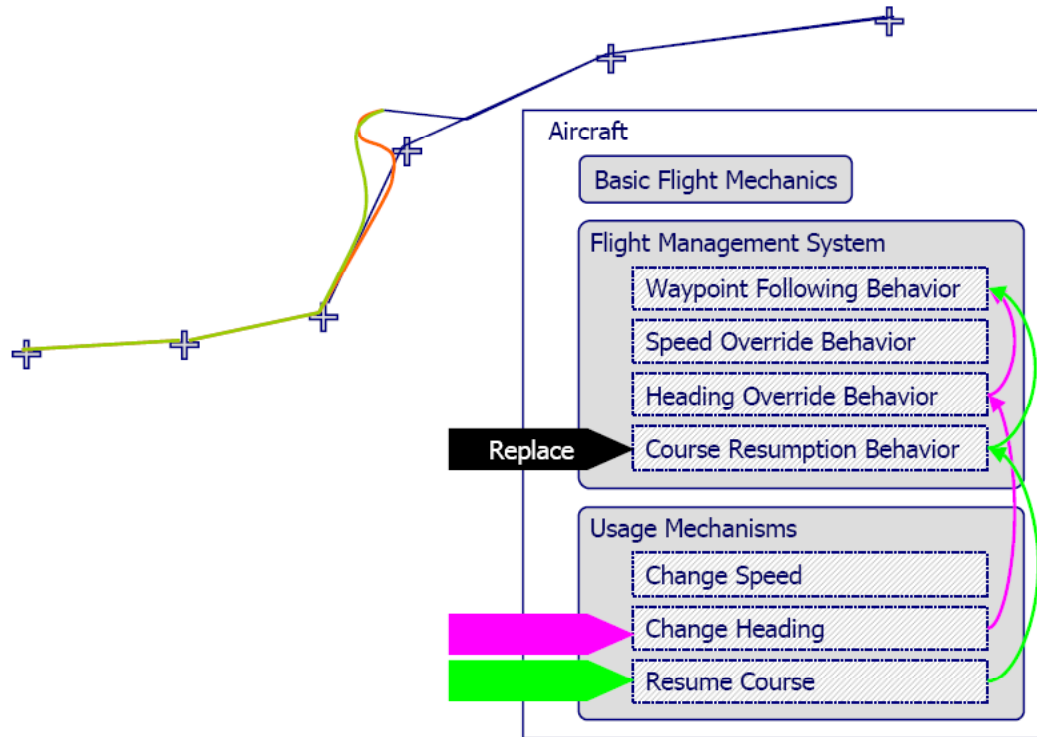 Aircraft
Basic Flight Mechanics
Flight Management System
Waypoint Following Behavior
Speed Override Behavior
Heading Override Behavior
Replace
Course Resumption Behavior
Usage Mechanisms
Change Speed
Change Heading
Resume Course